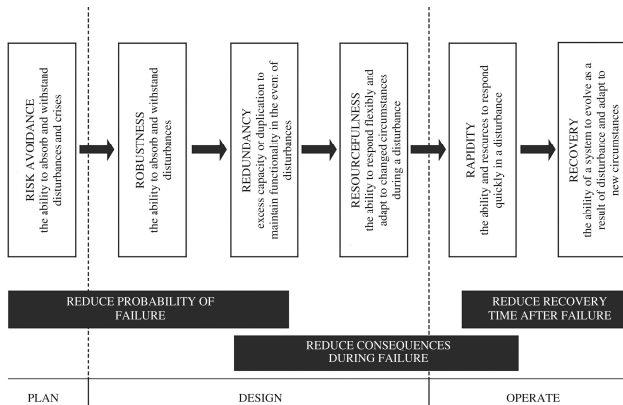 RISK AVOIDANCE
the ability to absorb and withstand
disturbances and crises
ROBUSTNESS
the ability to absorb and withstand
disturbances
REDUNDANCY
excess capacity or duplication to
maintain functionality in the even: of
disturbances
RESOURCEFULNESS
the ability to respond flexibly and
adapt to changed circumstances
during a disturbance
RAPIDITY
the ability and rescurces to respond
quickly in a disturbance
RECOVERY
the ability of a system to evolve as a
result of disturbance and adapt to
new circumstances
REDUCE PROBABILITY OF
FAILURE
REDUCE RECOVERY
TIME AFTER FAILURE
REDUCE CONSEQUENCES
DURING FAILURE
PLAN
DESIGN
OPERATE